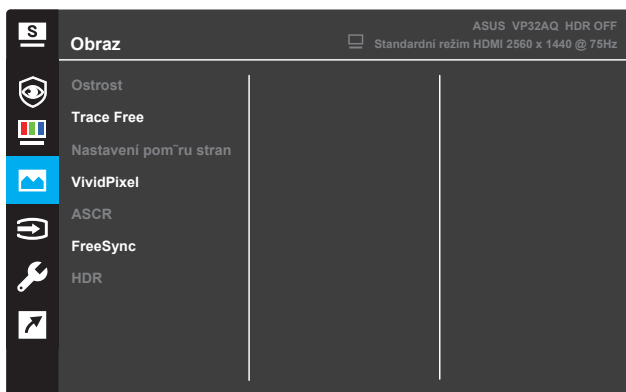 S
ASUS VP32AQ HDR OFF
Obraz
Standardní režim HDMI 2560 x 1440 @ 75Hz
Ostrost
Trace Free
Nastavení pom˜ru stran
VividPixel
ASCR
FreeSync
HDR